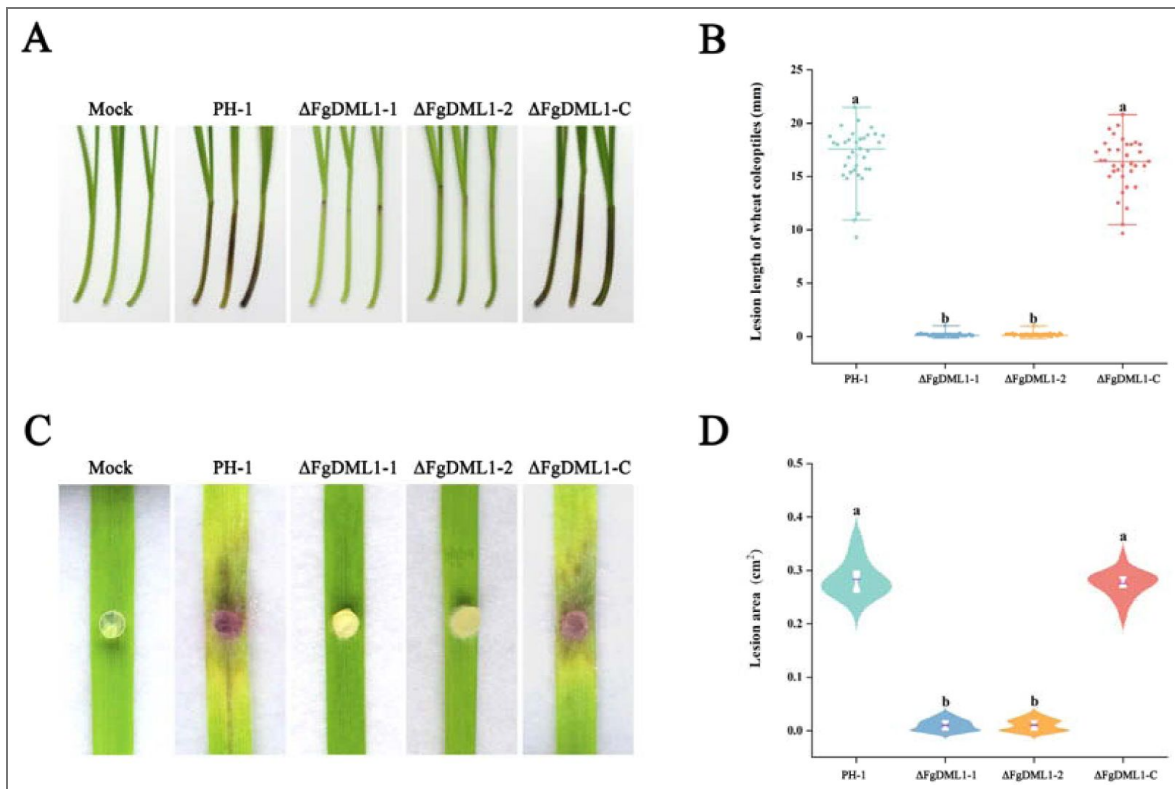 A
Mock PH-1 ΔFgDML1-1 ΔFgDML1-2 ΔFgDML1-C
B
Lesion length of wheat coleoptiles (mm)
25
20
15
10
5
0
a
b
b
a
PH-1 ΔFgDML1-1 ΔFgDML1-2 ΔFgDML1-C
C
Mock PH-1 ΔFgDML1-1 ΔFgDML1-2 ΔFgDML1-C
D
Lesion area (cm²)
0.5
0.4
0.3
0.2
0.1
0.0
a
b
b
a
PH-1 ΔFgDML1-1 ΔFgDML1-2 ΔFgDML1-C